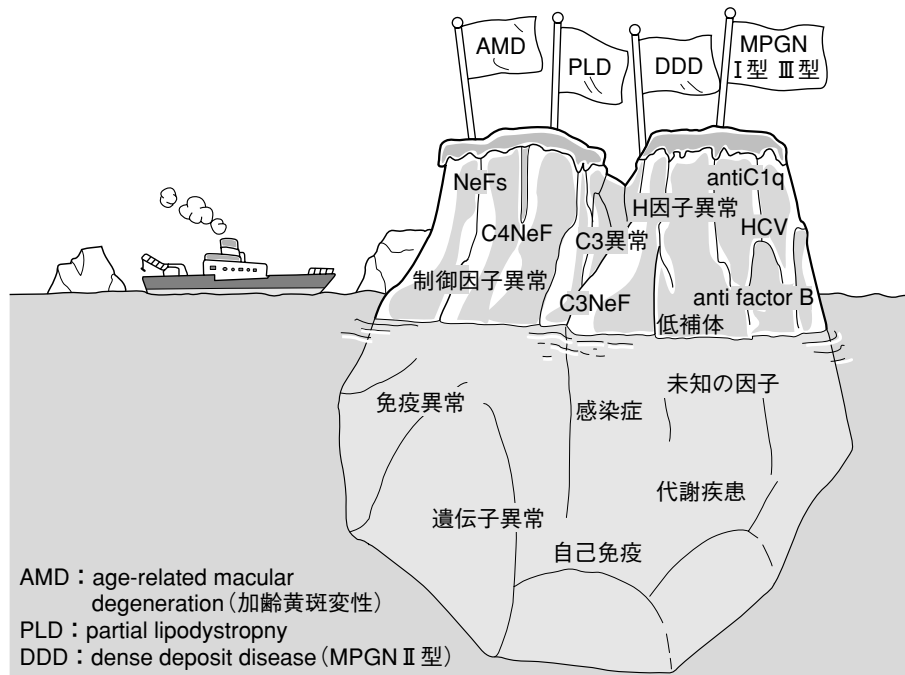 AMD
PLD
DDD
MPGN
Ⅰ型 Ⅲ型
NeFs
antiC1q
H因子異常
C4NeF
C3異常
HCV
制御因子異常
C3NeF
anti factor B
低補体
免疫異常
感染症
未知の因子
代謝疾患
遺伝子異常
自己免疫
AMD：age-related macular
degeneration（加齢黄斑変性）
PLD：partial lipodystropny
DDD：dense deposit disease（MPGN Ⅱ型）